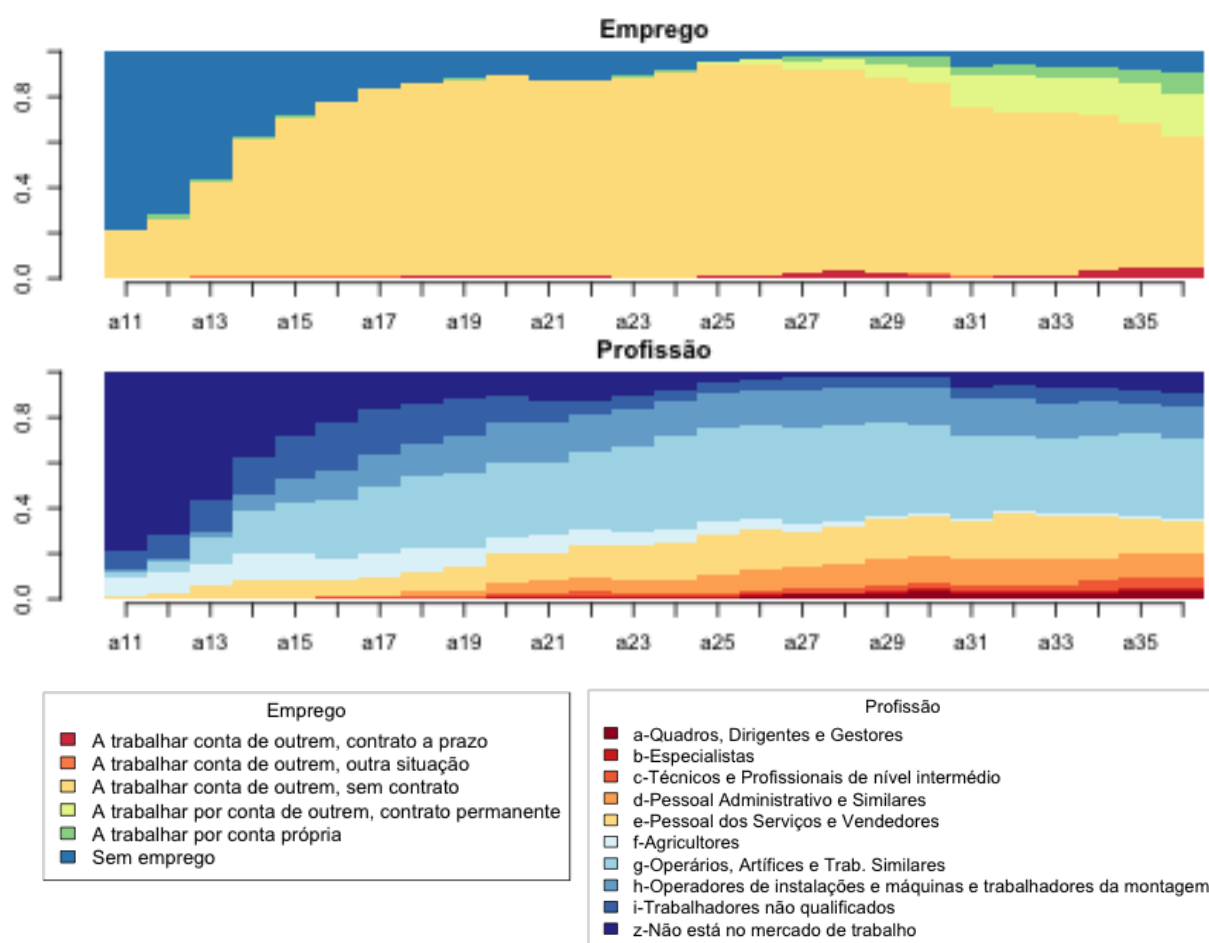 Emprego
0.8
0.4
0.0
a11 a13 a15 a17 a19 a21 a23 a25 a27 a29 a31 a33 a35
Profissão
0.8
0.4
0.0
a11 a13 a15 a17 a19 a21 a23 a25 a27 a29 a31 a33 a35
Emprego
A trabalhar conta de outrem, contrato a prazo
A trabalhar conta de outrem, outra situação
A trabalhar conta de outrem, sem contrato
A trabalhar por conta de outrem, contrato permanente
A trabalhar por conta própria
Sem emprego
Profissão
a-Quadros, Dirigentes e Gestores
b-Especialistas
c-Técnicos e Profissionais de nível intermédio
d-Pessoal Administrativo e Similares
e-Pessoal dos Serviços e Vendedores
f-Agricultores
g-Operários, Artífices e Trab. Similares
h-Operadores de instalações e máquinas e trabalhadores da montagem
i-Trabalhadores não qualificados
z-Não está no mercado de trabalho